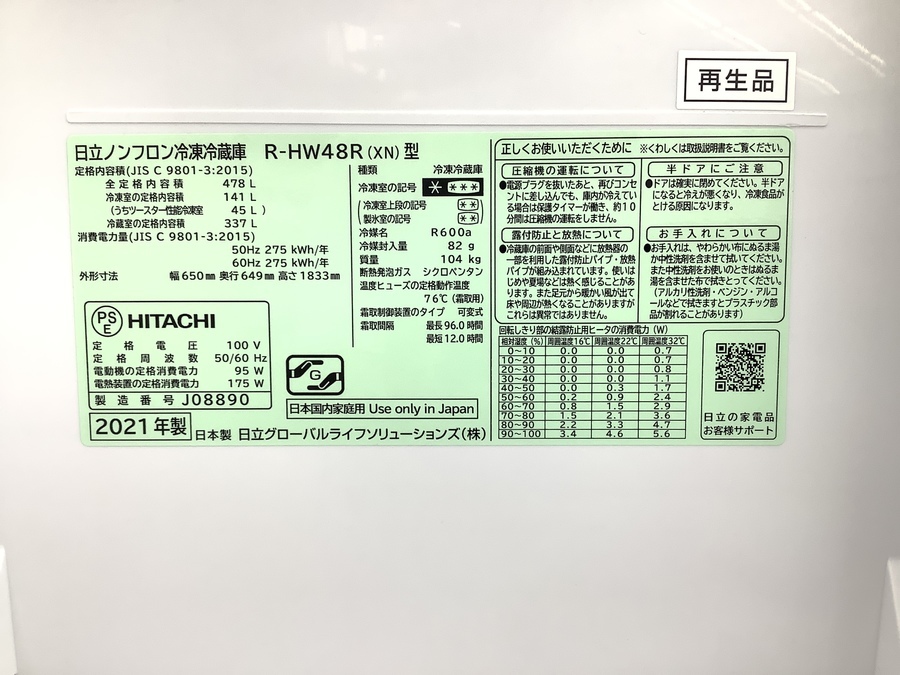 再生品
日立ノンフロン冷凍冷蔵庫 R-HW48R(XN)型
定格内容積(JIS C 9801-3:2015)
全定格内容積 478 L
冷凍室の定格内容積 141 L
(うちツースター性能冷凍室 45 L )
冷蔵室の定格内容積 337 L
消費電力量(JIS C 9801-3:2015)
50Hz 275 kWh/年
60Hz 275 kWh/年
外形寸法 幅650mm 奥行649mm 高さ1833mm
PS
E
HITACHI
定格電圧 100 V
定格周波数 50/60 Hz
電動機の定格消費電力 95 W
電熱装置の定格消費電力 175 W
製造番号 J08890
2021年製
日本製 日立グローバルライフソリューションズ(株)
種類 冷凍冷蔵庫
冷凍室の記号 * ***
(冷凍室上段の記号 **)
(製氷室の記号 **)
冷媒名 R600a
冷媒封入量 82 g
質量 104 kg
断熱発泡ガス シクロペンタン
温度ヒューズの定格動作温度
76℃(霜取用)
霜取制御装置のタイプ 可変式
霜取間隔 最長96.0時間
最短12.0時間
G
日本国内家庭用 Use only in Japan
正しくお使いいただくために ※くわしくは取扱説明書をご覧ください。
圧縮機の運転について
●電源プラグを抜いたあと、再びコンセ
ントに差し込んでも、庫内が冷えてい
る場合は保護タイマーが働き、約10
分間は圧縮機の運転をしません。
露付防止と放熱について
●冷蔵庫の前面や側面などに放熱器の
一部を利用した露付防止パイプ・放熱
パイプが組み込まれています。使いは
じめや夏場などは熱く感じることがあ
ります。また足元から暖かい風が出て
床や周辺が熱くなることがありますが
これらは異常ではありません。
半ドアにご注意
●ドアは確実に閉めてください。半ドア
になると冷えが悪くなり、冷凍食品が
とける原因になります。
お手入れについて
●お手入れは、やわらかい布にぬるま湯
か中性洗剤を含ませて拭いてください。
また中性洗剤をお使いのときはぬるま
湯を含ませた布で拭きとってください。
(アルカリ性洗剤・ベンジン・アルコ
ールなどで拭きますとプラスチック部
品が割れることがあります)
回転しきり部の結露防止用ヒータの消費電力(W)
相対湿度(%) 周囲温度16℃ 周囲温度22℃ 周囲温度32℃
0~10 0.0 0.0 0.7
10~20 0.0 0.0 0.7
20~30 0.0 0.0 0.8
30~40 0.0 0.0 1.1
40~50 0.0 0.3 1.7
50~60 0.2 0.9 2.4
60~70 0.8 1.5 2.9
70~80 1.5 2.1 3.6
80~90 2.2 3.3 4.7
90~100 3.4 4.6 5.6
日立の家電品
お客様サポート